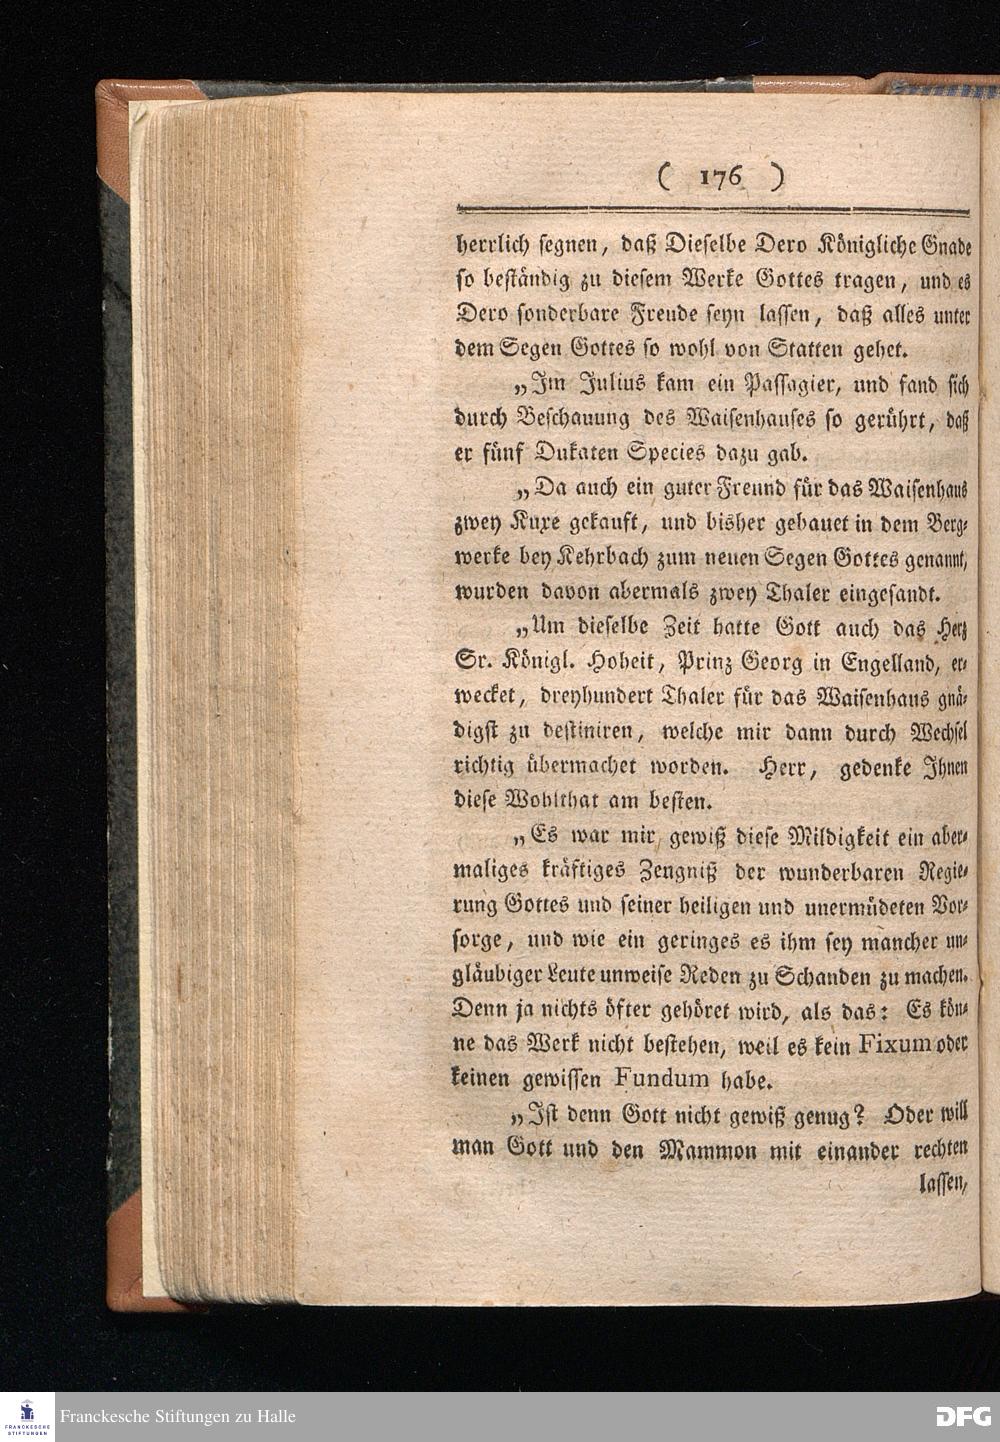 ( 176 )
herrlich segnen, daß Dieselbe Dero Königliche Gnade
so beständig zu diesem Werke Gottes tragen, und es
Dero sonderbare Freude seyn lassen, daß alles unter
dem Segen Gottes so wohl von Statten gehet.
„Im Julius kam ein Passagier, und fand sich
durch Beschauung des Waisenhauses so gerührt, daß
er fünf Dukaten Species dazu gab.
„Da auch ein guter Freund für das Waisenhaus
zwey Kuxe gekauft, und bisher gebauet in dem Berg-
werke bey Kehrbach zum neuen Segen Gottes genannt,
wurden davon abermals zwey Thaler eingesandt.
„Um dieselbe Zeit hatte Gott auch das Herz
Sr. Königl. Hoheit, Prinz Georg in Engelland, er-
wecket, dreyhundert Thaler für das Waisenhaus gnä-
digst zu destiniren, welche mir dann durch Wechsel
richtig übermachet worden. Herr, gedenke Ihnen
diese Wohlthat am besten.
„Es war mir gewiß diese Mildigkeit ein aber-
maliges kräftiges Zeugniß der wunderbaren Regie-
rung Gottes und seiner heiligen und unermüdeten Vor-
sorge, und wie ein geringes es ihm sey mancher un-
gläubiger Leute unweise Reden zu Schanden zu machen.
Denn ja nichts öfter gehöret wird, als das: Es kön-
ne das Werk nicht bestehen, weil es kein Fixum oder
keinen gewissen Fundum habe.
„Ist denn Gott nicht gewiß genug? Oder will
man Gott und den Mammon mit einander rechten
lassen,
FRANCKESCHE
STIFTUNGEN
Franckesche Stiftungen zu Halle
DFG